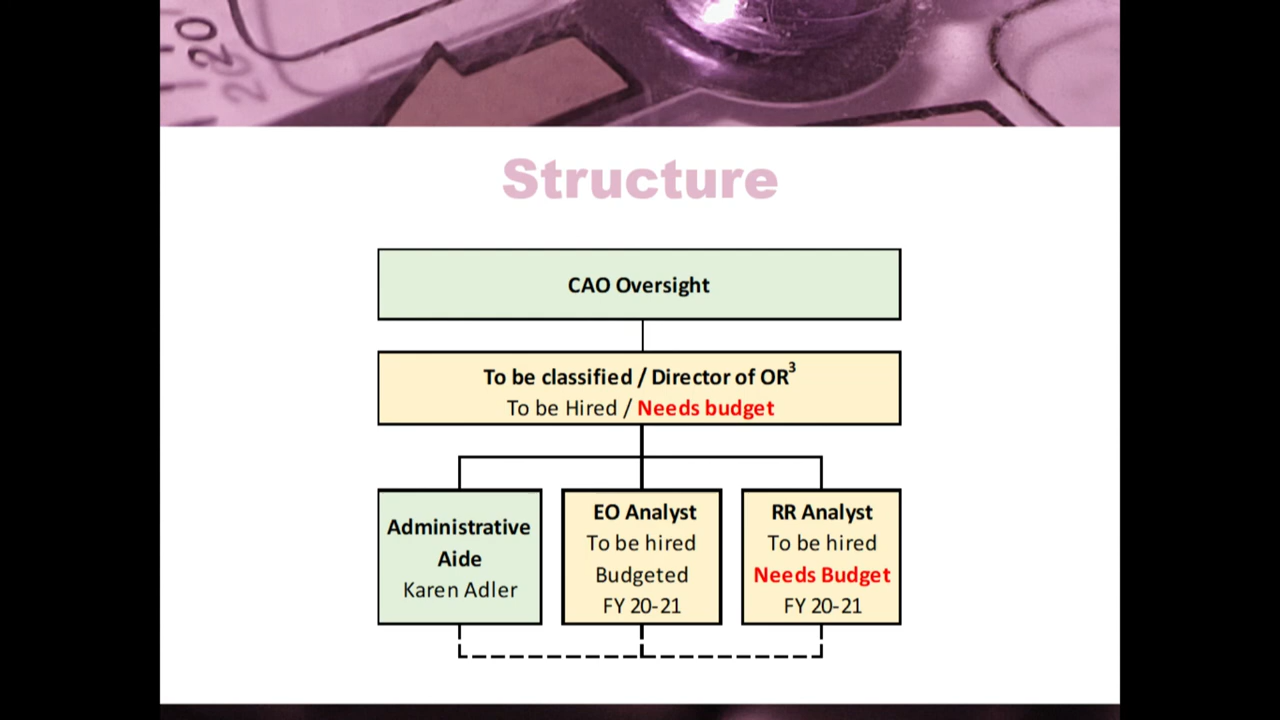 20
Structure
CAO Oversight
To be classified / Director of OR³
To be Hired / Needs budget
Administrative
Aide
Karen Adler
EO Analyst
To be hired
Budgeted
FY 20-21
RR Analyst
To be hired
Needs Budget
FY 20-21